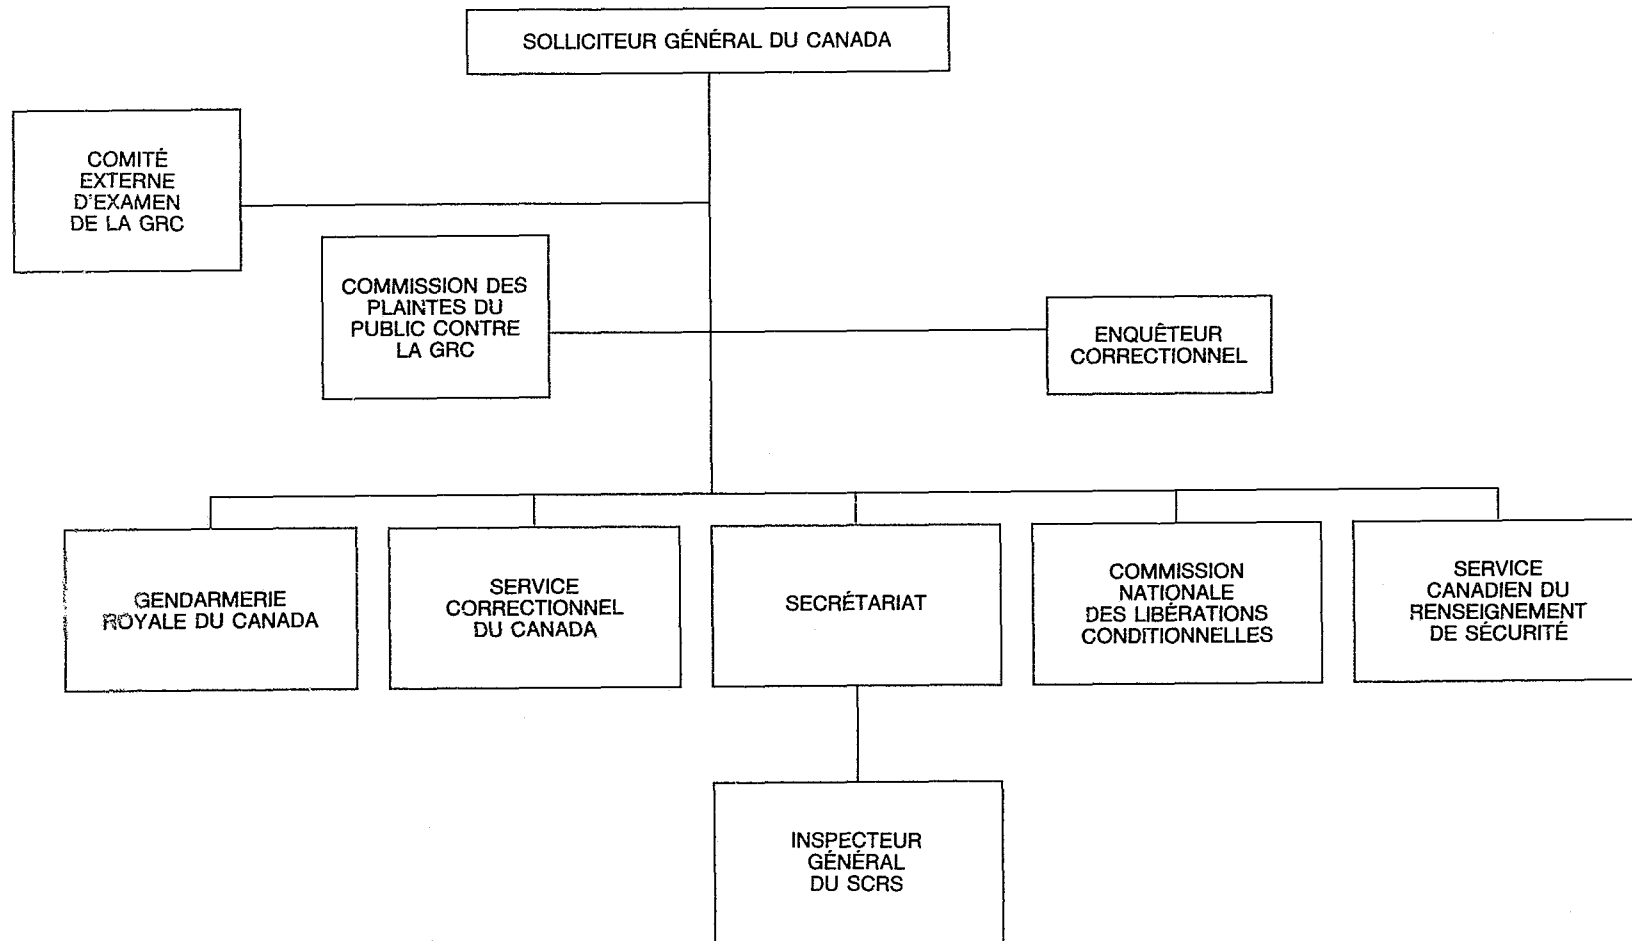 SOLLICITEUR GÉNÉRAL DU CANADA
COMITÉ
EXTERNE
D'EXAMEN
DE LA GRC
COMMISSION DES
PLAINTES DU
PUBLIC CONTRE
LA GRC
ENQUÊTEUR
CORRECTIONNEL
GENDARMERIE
ROYALE DU CANADA
SERVICE
CORRECTIONNEL
DU CANADA
SECRÉTARIAT
COMMISSION
NATIONALE
DES LIBÉRATIONS
CONDITIONNELLES
SERVICE
CANADIEN DU
RENSEIGNEMENT
DE SÉCURITÉ
INSPECTEUR
GÉNÉRAL
DU SCRS